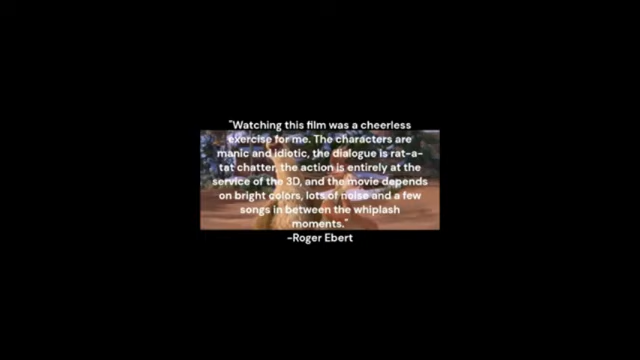 "Watching this film was a cheerless
exercise for me. The characters are
manic and idiotic, the dialogue is rat-a-
tat chatter, the action is entirely at the
service of the 3D, and the movie depends
on bright colors, lots of noise and a few
songs in between the whiplash
moments."
-Roger Ebert